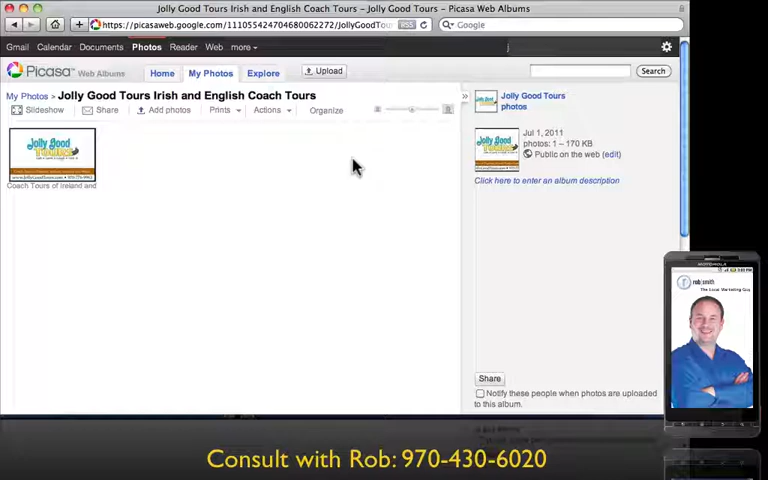 Jolly Good Tours Irish and English Coach Tours – Jolly Good Tours – Picasa Web Albums
https://picasaweb.google.com/111055424704680062272/JollyGoodTour
RSS
Google
Gmail Calendar Documents Photos Reader Web more
Picasa Web Albums
Home
My Photos
Explore
Upload
Search
My Photos > Jolly Good Tours Irish and English Coach Tours
Slideshow Share Add photos Prints Actions Organize
Jolly Good
Tours
Coach Tours of Ireland and
Jolly Good Tours
photos
Jul 1, 2011
photos: 1 – 170 KB
Public on the web (edit)
Click here to enter an album description
Share
Notify these people when photos are uploaded
to this album.
MOTOROLA
rob smith
The Local Marketing Guy
Consult with Rob: 970-430-6020